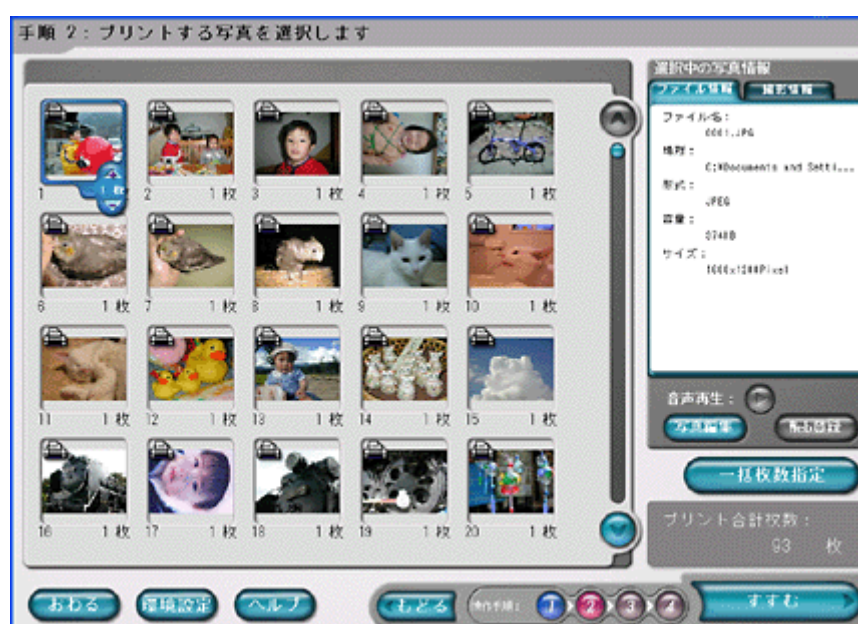 手順 2：プリントする写真を選択します
選択中の写真情報
ファイル情報 撮影情報
ファイル名：
0001.JPG
場所：
C:¥Documents and Setti...
形式：
JPEG
容量：
サイズ：
1 1 枚
2 1 枚
3 1 枚
4 1 枚
5 1 枚
6 1 枚
7 1 枚
8 1 枚
9 1 枚
10 1 枚
11 1 枚
12 1 枚
13 1 枚
14 1 枚
15 1 枚
16 1 枚
17 1 枚
18 1 枚
19 1 枚
20 1 枚
音声再生：
写真編集
一括枚数指定
プリント合計枚数：
93 枚
おわる 環境設定 ヘルプ もどる 操作手順： 1 2 3 4 すすむ